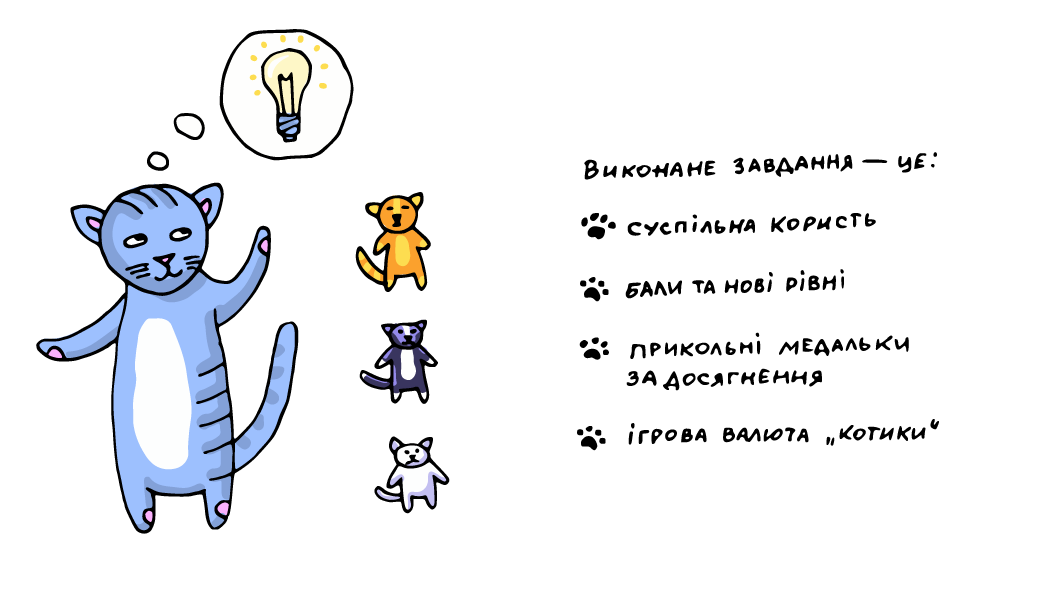 Виконане завдання — це:
суспільна користь
бали та нові рівні
прикольні медальки
за досягнення
ігрова валюта „котики“